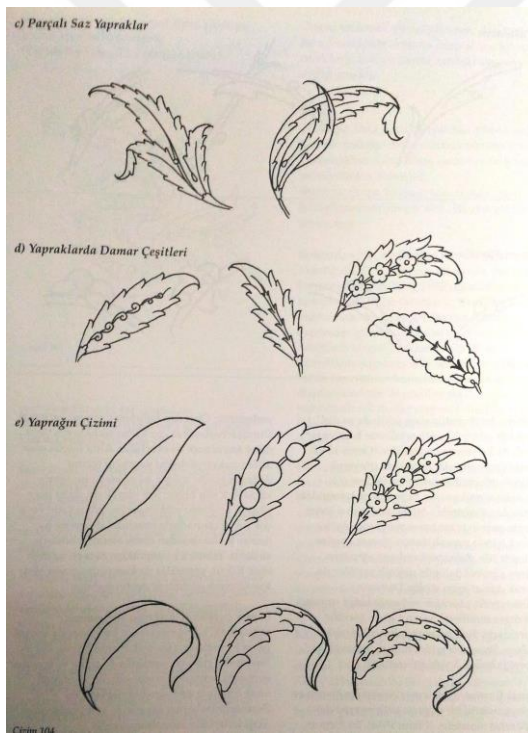 c) Parçalı Saz Yapraklar
d) Yapraklarda Damar Çeşitleri
e) Yaprağın Çizimi
Çizim 104